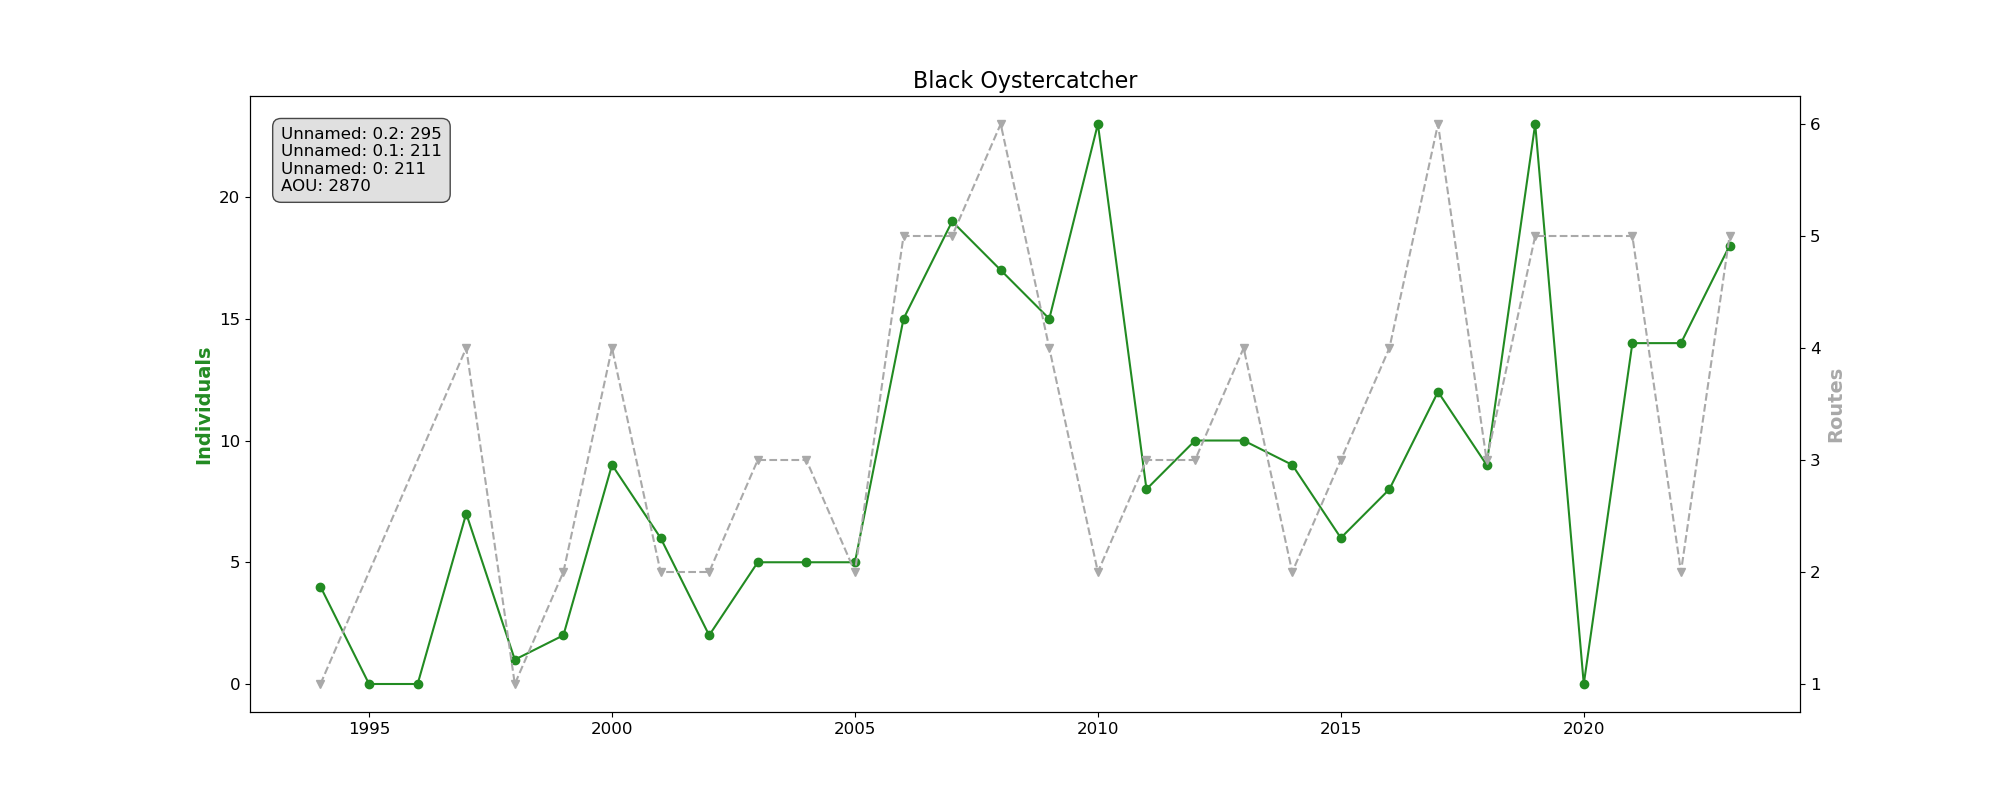 Black Oystercatcher
Unnamed: 0.2: 295
Unnamed: 0.1: 211
Unnamed: 0: 211
AOU: 2870
Individuals
20
15
10
5
0
Routes
6
5
4
3
2
1
1995 2000 2005 2010 2015 2020